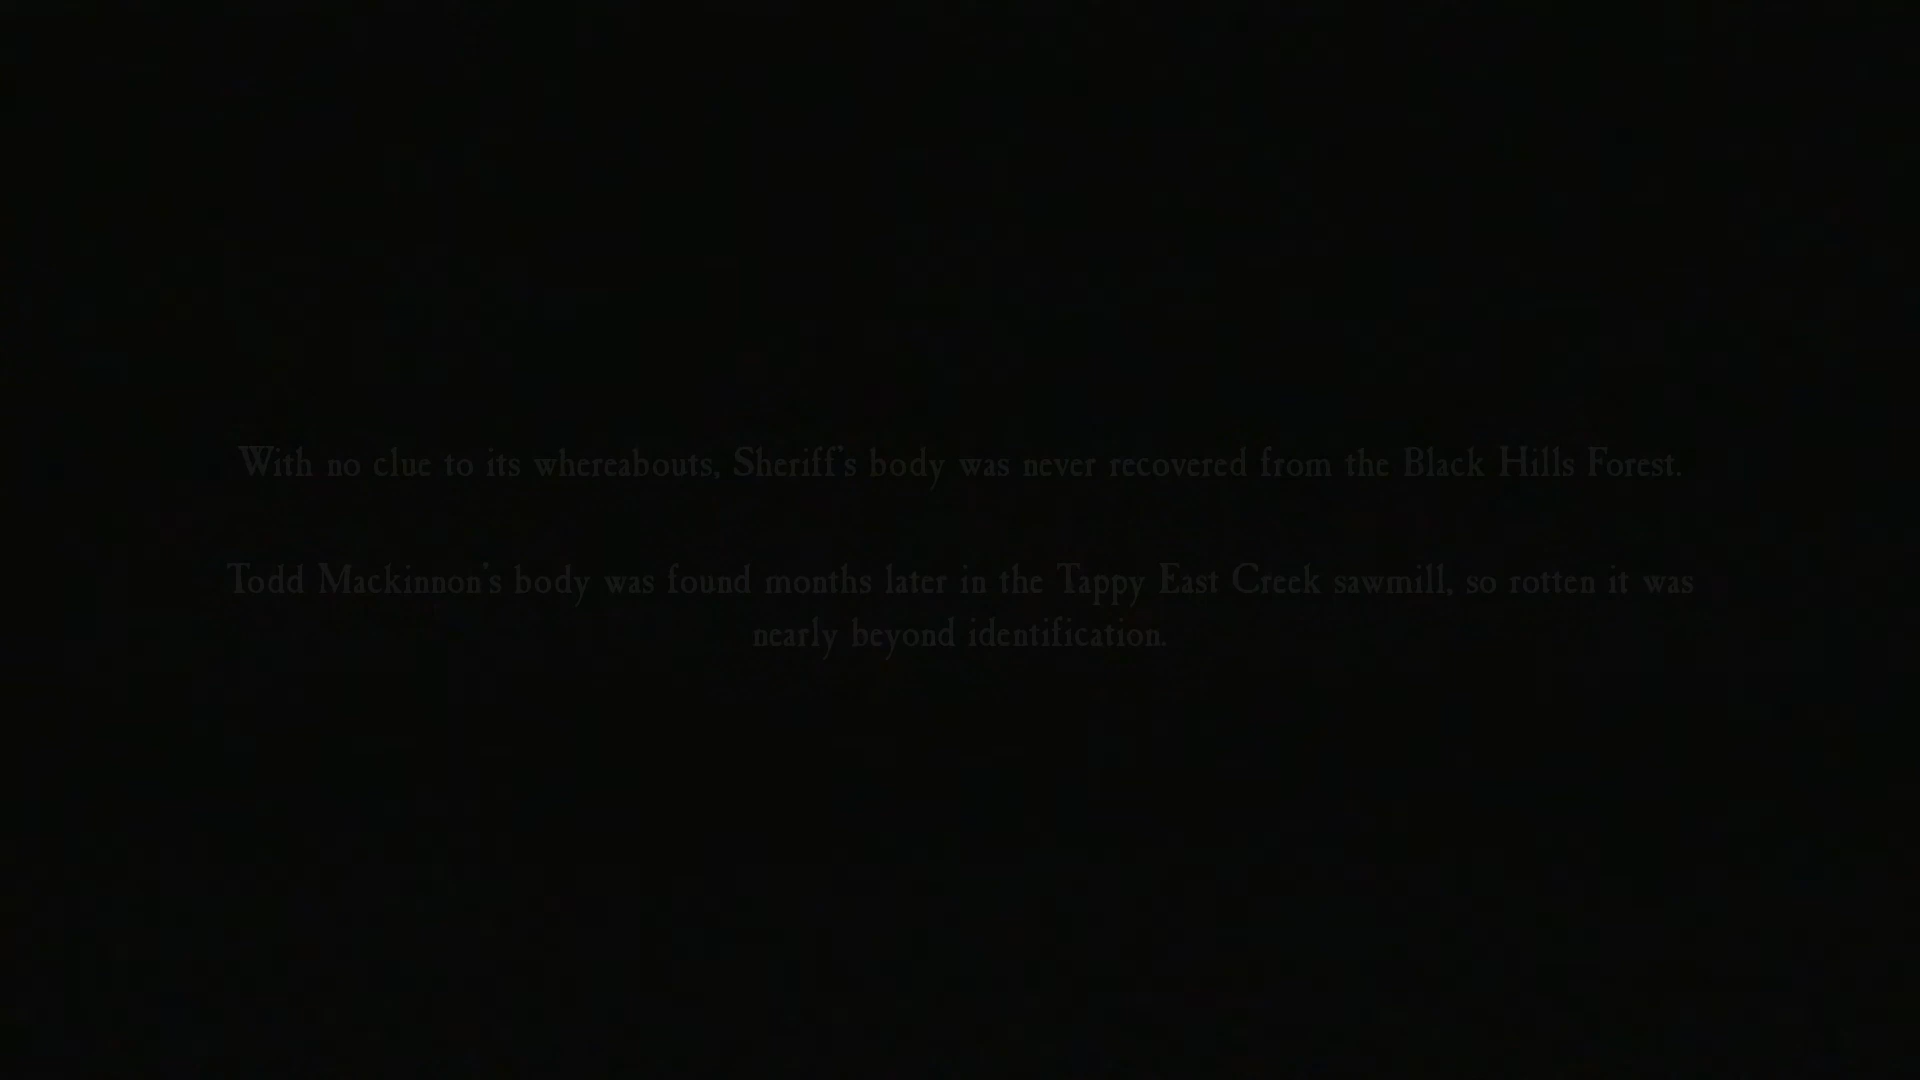 With no clue to its whereabouts, Sheriff's body was never recovered from the Black Hills Forest.
Todd Mackinnon's body was found months later in the Tappy East Creek sawmill, so rotten it was
nearly beyond identification.